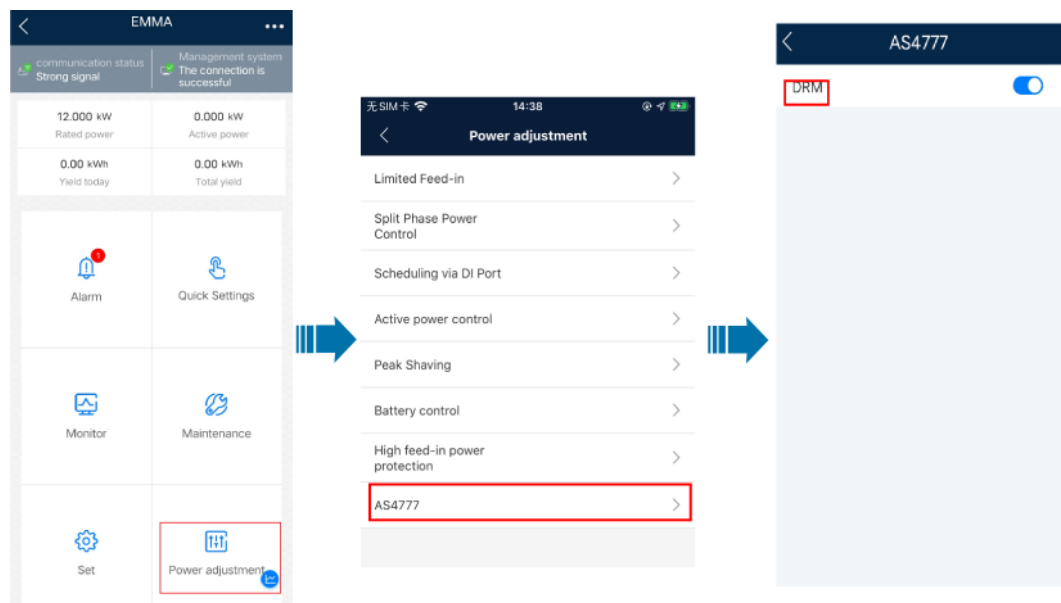 EMMA
communication status
Strong signal
Management system
The connection is
successful
12.000 kW
Rated power
0.000 kW
Active power
0.00 kWh
Yield today
0.00 kWh
Total yield
1
Alarm
Quick Settings
Monitor
Maintenance
Set
Power adjustment
无SIM卡
14:38
Power adjustment
Limited Feed-in
Split Phase Power
Control
Scheduling via DI Port
Active power control
Peak Shaving
Battery control
High feed-in power
protection
AS4777
AS4777
DRM